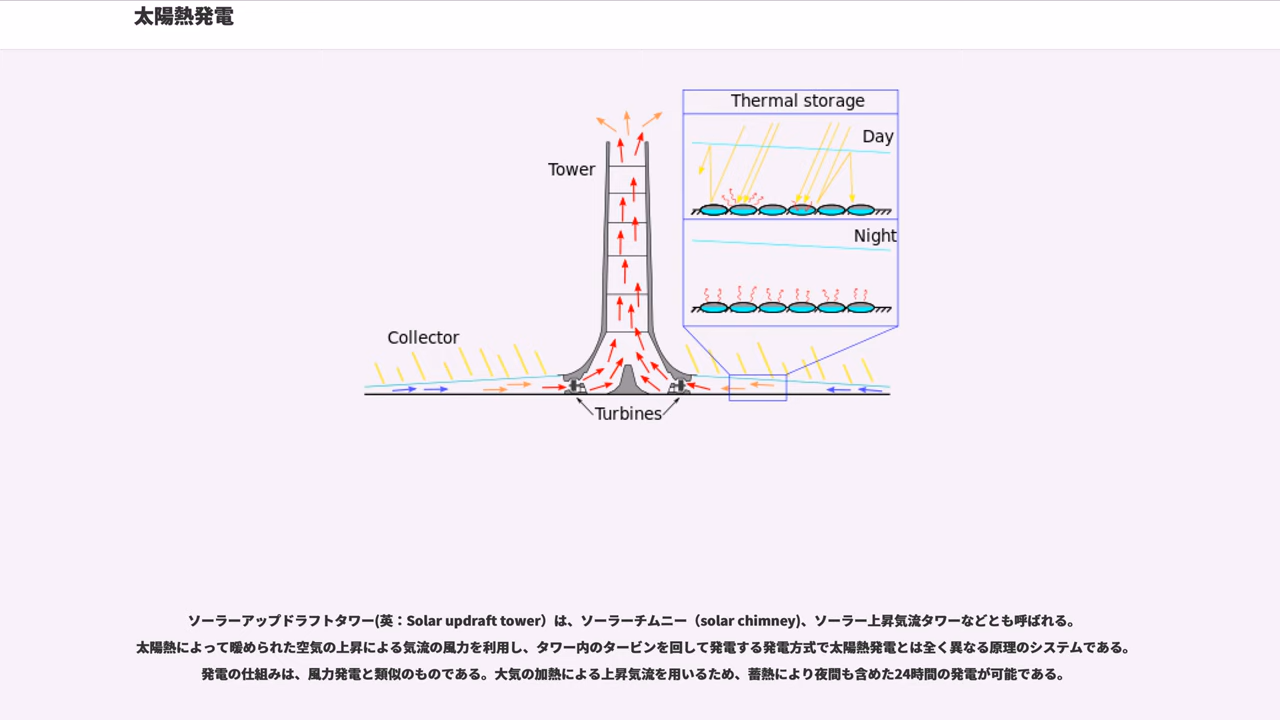 太陽熱発電
Thermal storage
Day
Tower
Night
Collector
Turbines
ソーラーアップドラフトタワー(英：Solar updraft tower）は、ソーラーチムニー（solar chimney)、ソーラー上昇気流タワーなどとも呼ばれる。
太陽熱によって暖められた空気の上昇による気流の風力を利用し、タワー内のタービンを回して発電する発電方式で太陽熱発電とは全く異なる原理のシステムである。
発電の仕組みは、風力発電と類似のものである。大気の加熱による上昇気流を用いるため、蓄熱により夜間も含めた24時間の発電が可能である。